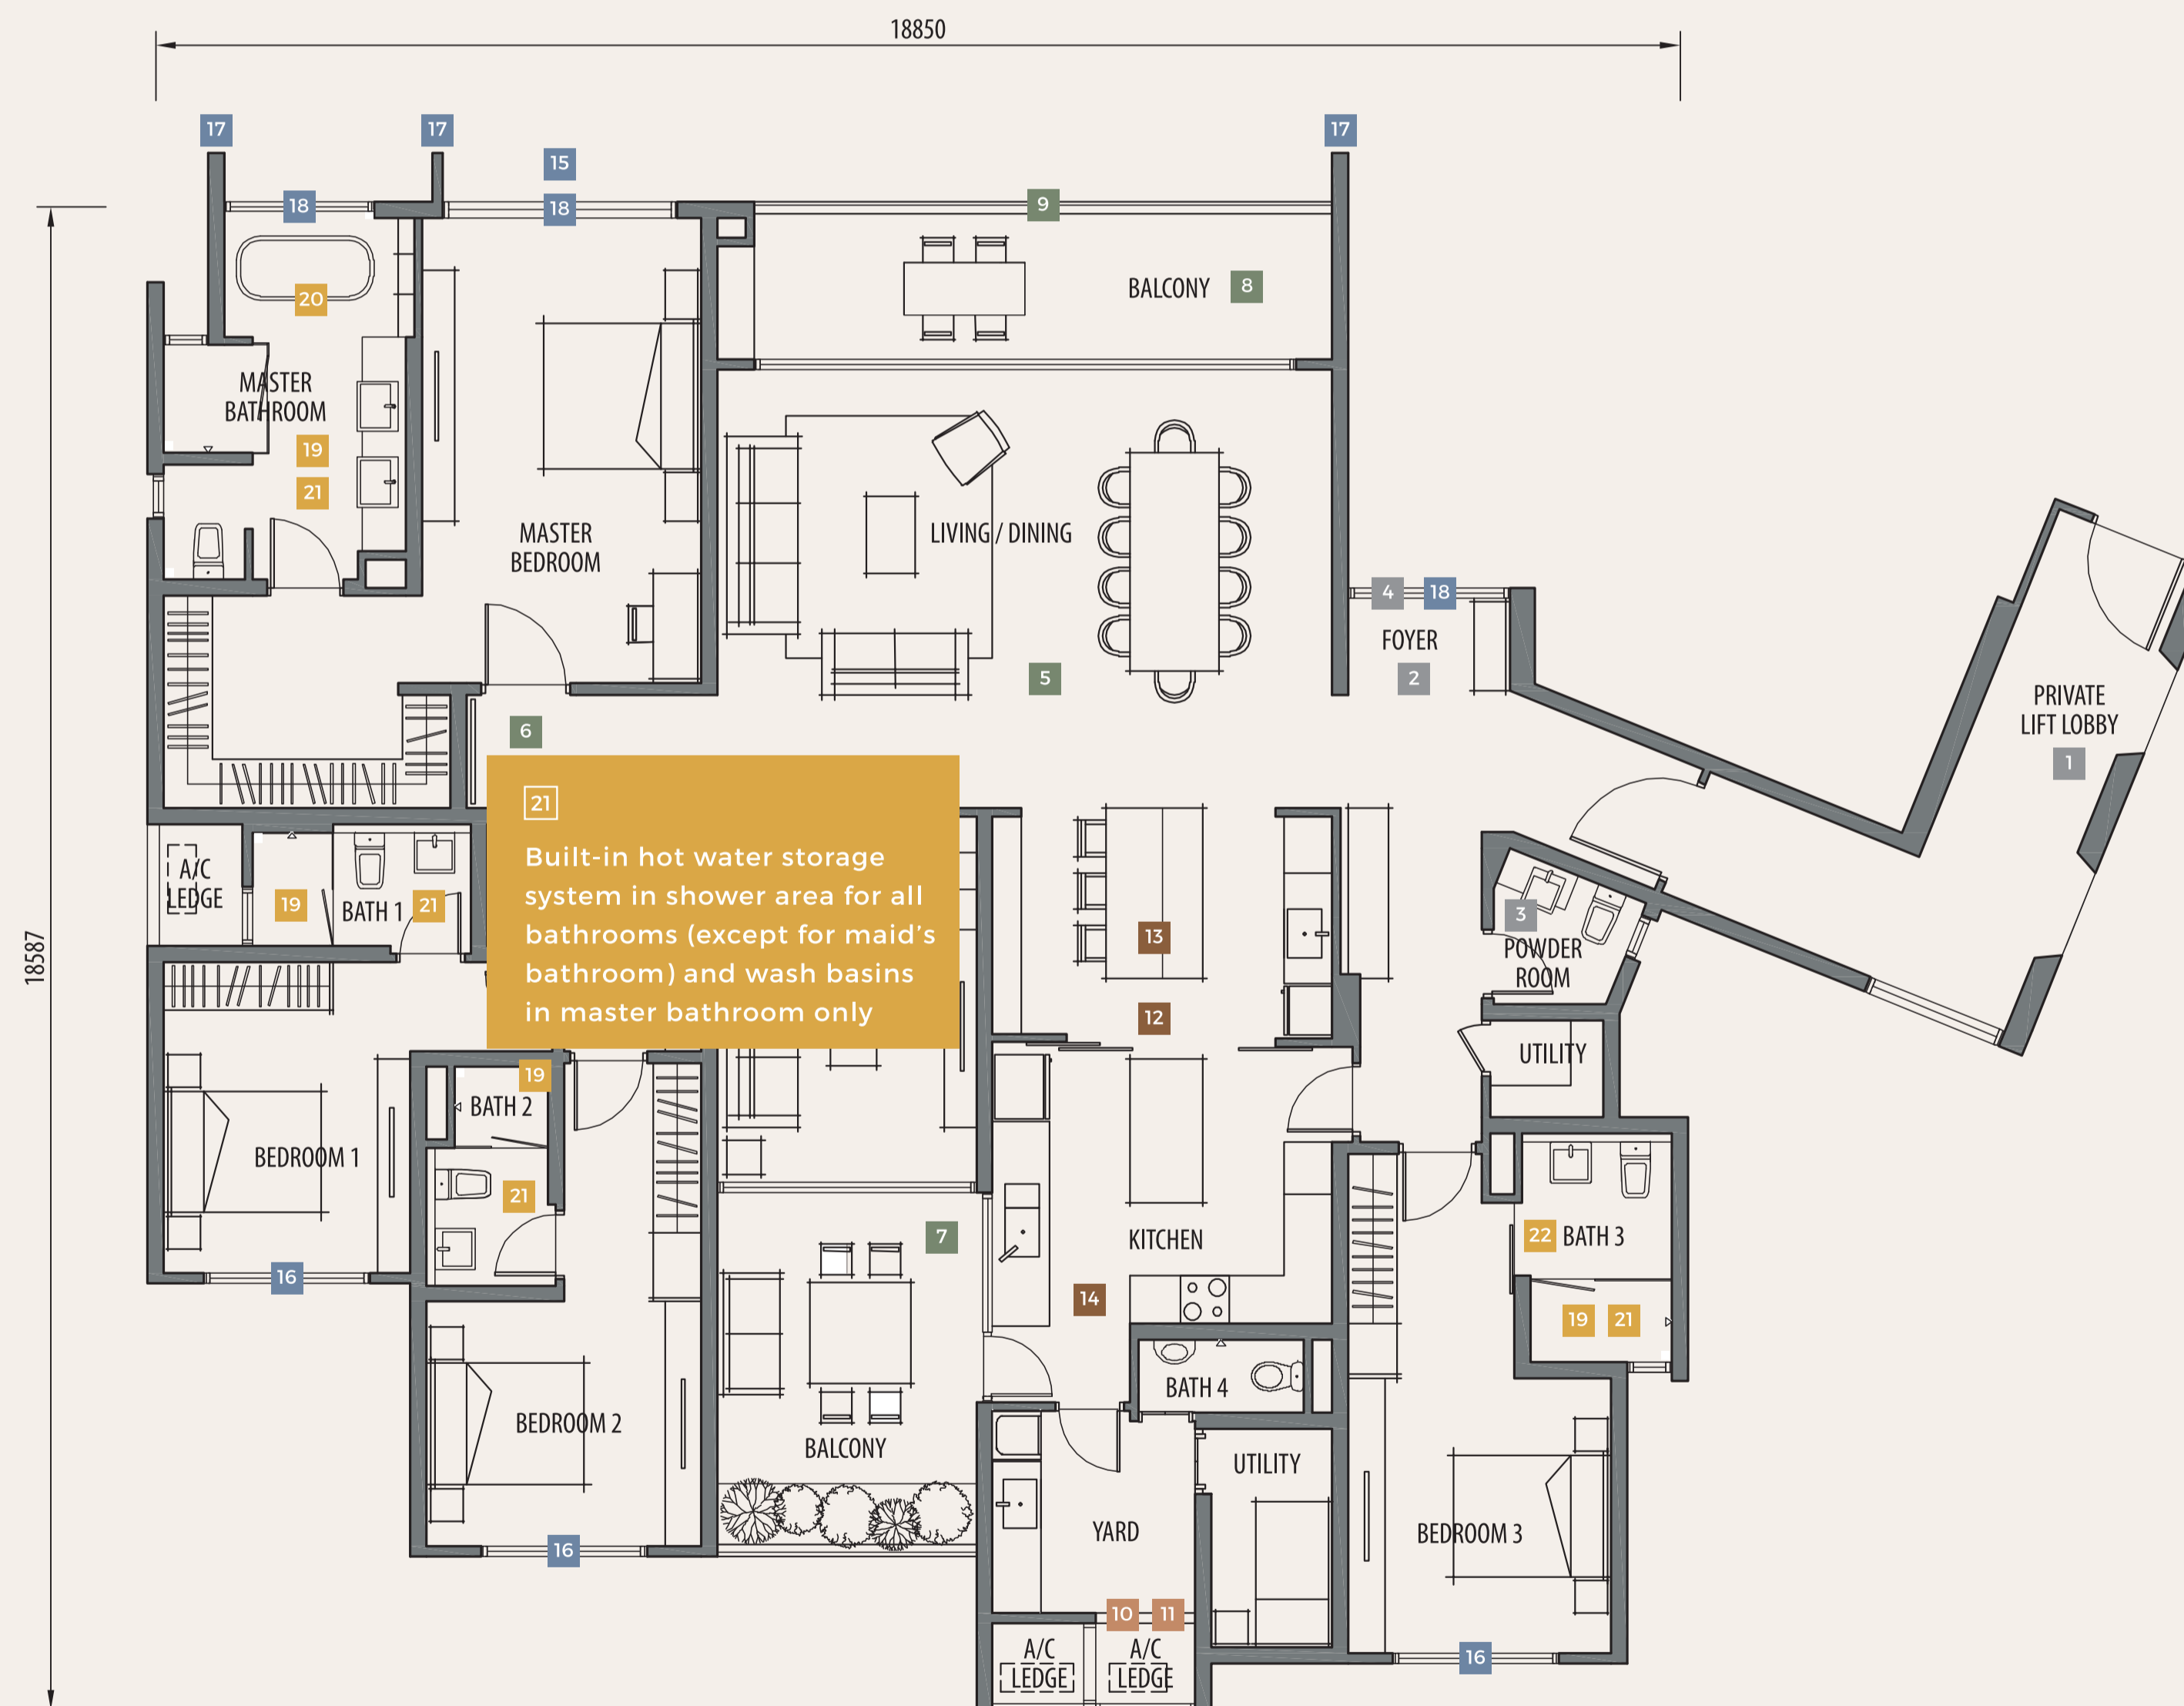 18850
17
17
17
15
18
18
9
BALCONY 8
20
MASTER
BATHROOM
19
21
MASTER
BEDROOM
LIVING / DINING
4 18
FOYER
2
5
6
PRIVATE
LIFT LOBBY
1
18587
A/C
LEDGE
19
BATH 1 21
21
Built-in hot water storage
system in shower area for all
bathrooms (except for maid's
bathroom) and wash basins
in master bathroom only
13
12
3
POWDER
ROOM
UTILITY
19
BATH 2
21
BEDROOM 1
16
7
KITCHEN
14
22 BATH 3
19 21
BATH 4
BEDROOM 2
BALCONY
UTILITY
YARD
BEDROOM 3
16
10 11
16
A/C
LEDGE
A/C
LEDGE